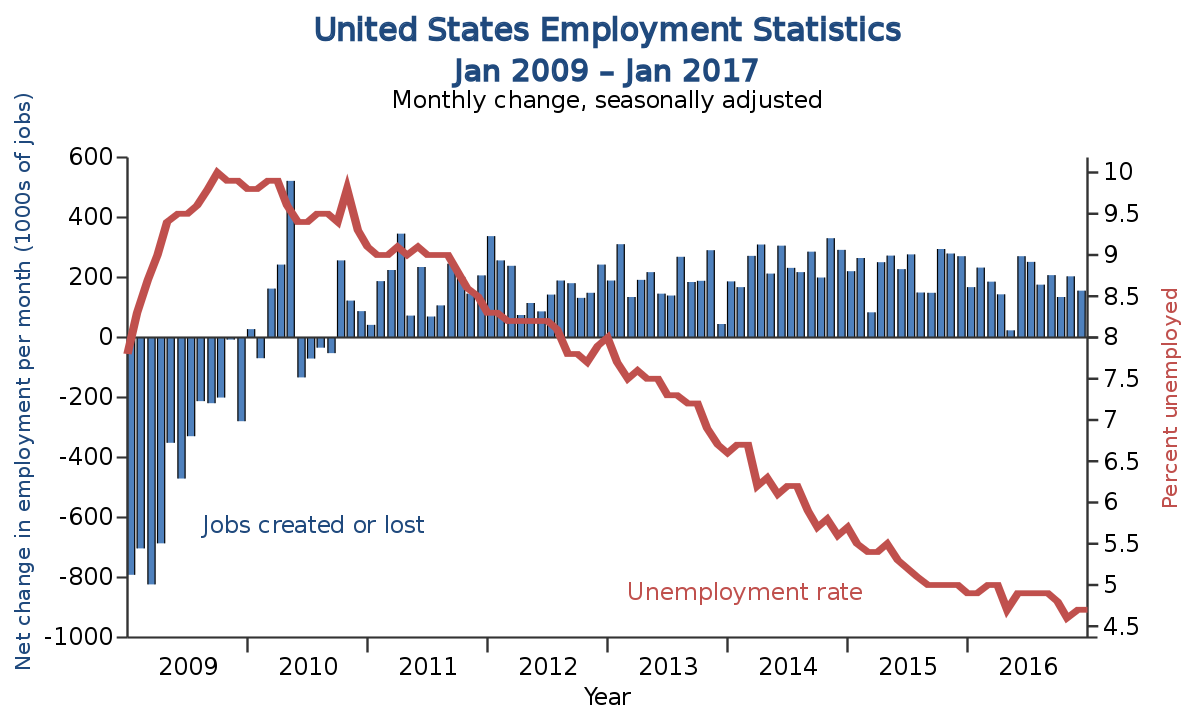 United States Employment Statistics
Jan 2009 – Jan 2017
Monthly change, seasonally adjusted
Net change in employment per month (1000s of jobs)
600
400
200
0
-200
-400
-600
-800
-1000
10
9.5
9
8.5
8
7.5
7
6.5
6
5.5
5
4.5
Percent unemployed
Jobs created or lost
Unemployment rate
2009 2010 2011 2012 2013 2014 2015 2016
Year